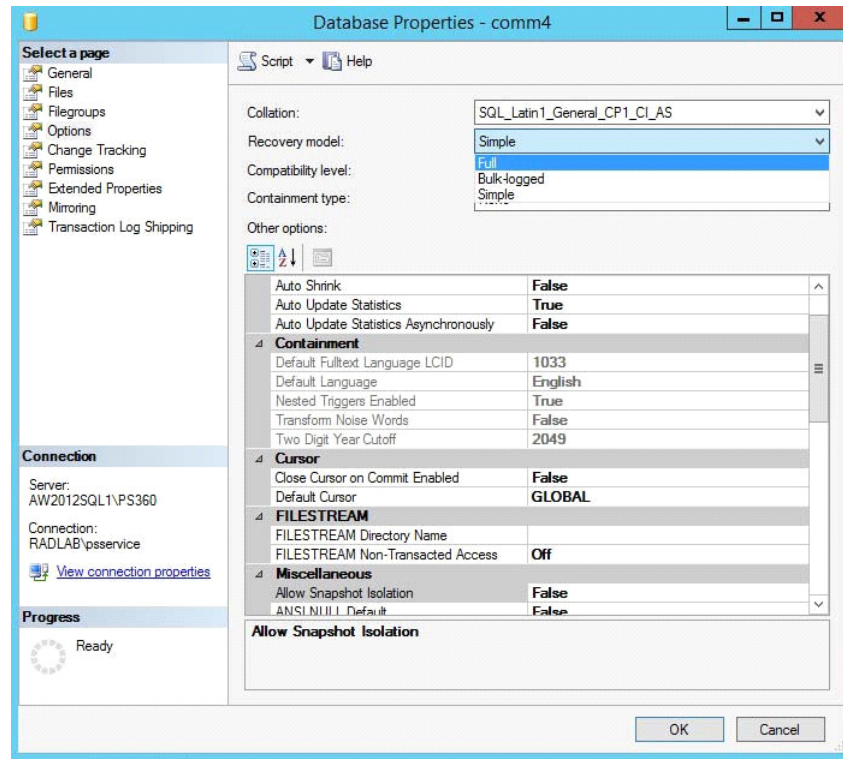 Database Properties - comm4
Select a page
General
Files
Filegroups
Options
Change Tracking
Permissions
Extended Properties
Mirroring
Transaction Log Shipping
Connection
Server:
AW2012SQL1\PS360
Connection:
RADLAB\psservice
View connection properties
Progress
Ready
Script Help
Collation: SQL_Latin1_General_CP1_CI_AS
Recovery model: Simple
Full
Compatibility level:
Bulk-logged
Containment type:
Simple
Other options:
Auto Shrink False
Auto Update Statistics True
Auto Update Statistics Asynchronously False
Containment
Default Fulltext Language LCID 1033
Default Language English
Nested Triggers Enabled True
Transform Noise Words False
Two Digit Year Cutoff 2049
Cursor
Close Cursor on Commit Enabled False
Default Cursor GLOBAL
FILESTREAM
FILESTREAM Directory Name
FILESTREAM Non-Transacted Access Off
Miscellaneous
Allow Snapshot Isolation False
ANSI NULL Default False
Allow Snapshot Isolation
OK Cancel